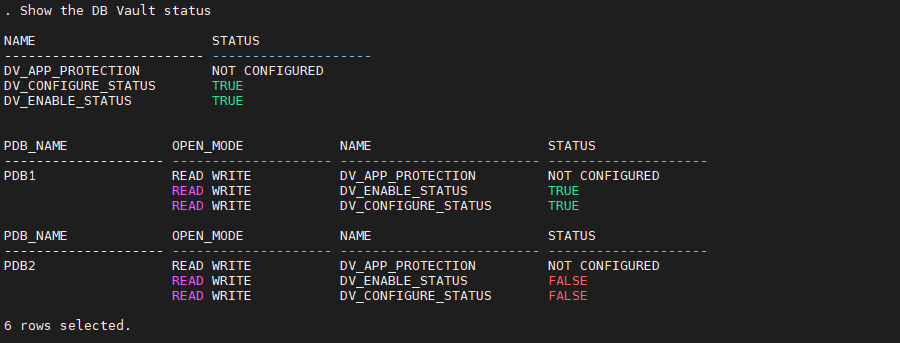 . Show the DB Vault status
NAME                      STATUS
------------------------- --------------------
DV_APP_PROTECTION         NOT CONFIGURED
DV_CONFIGURE_STATUS       TRUE
DV_ENABLE_STATUS          TRUE
PDB_NAME             OPEN_MODE            NAME                      STATUS
-------------------- -------------------- ------------------------- --------------------
PDB1                 READ WRITE           DV_APP_PROTECTION         NOT CONFIGURED
                     READ WRITE           DV_ENABLE_STATUS          TRUE
                     READ WRITE           DV_CONFIGURE_STATUS       TRUE
PDB_NAME             OPEN_MODE            NAME                      STATUS
-------------------- -------------------- ------------------------- --------------------
PDB2                 READ WRITE           DV_APP_PROTECTION         NOT CONFIGURED
                     READ WRITE           DV_ENABLE_STATUS          FALSE
                     READ WRITE           DV_CONFIGURE_STATUS       FALSE
6 rows selected.